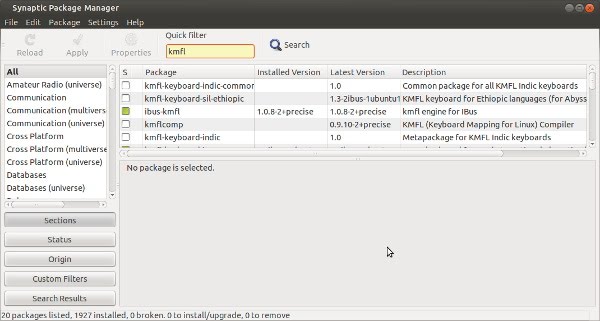 Synaptic Package Manager
File Edit Package Settings Help
Quick filter
Reload Apply Properties kmfl Search
All
Amateur Radio (universe)
Communication
Communication (multivers
Communication (universe)
Cross Platform
Cross Platform (multiverse
Cross Platform (universe)
Databases
Databases (universe)
S Package Installed Version Latest Version Description
kmfl-keyboard-indic-common 1.0 Common package for all KMFL Indic keyboards
kmfl-keyboard-sil-ethiopic 1.3-2ibus-1ubuntu1 KMFL keyboard for Ethiopic languages (for Abyss
ibus-kmfl 1.0.8-2+precise 1.0.8-2+precise kmfl engine for IBus
kmflcomp 0.9.10-2+precise KMFL (Keyboard Mapping for Linux) Compiler
kmfl-keyboard-indic 1.0 Metapackage for KMFL Indic keyboards
No package is selected.
Sections
Status
Origin
Custom Filters
Search Results
20 packages listed, 1927 installed, 0 broken. 0 to install/upgrade, 0 to remove